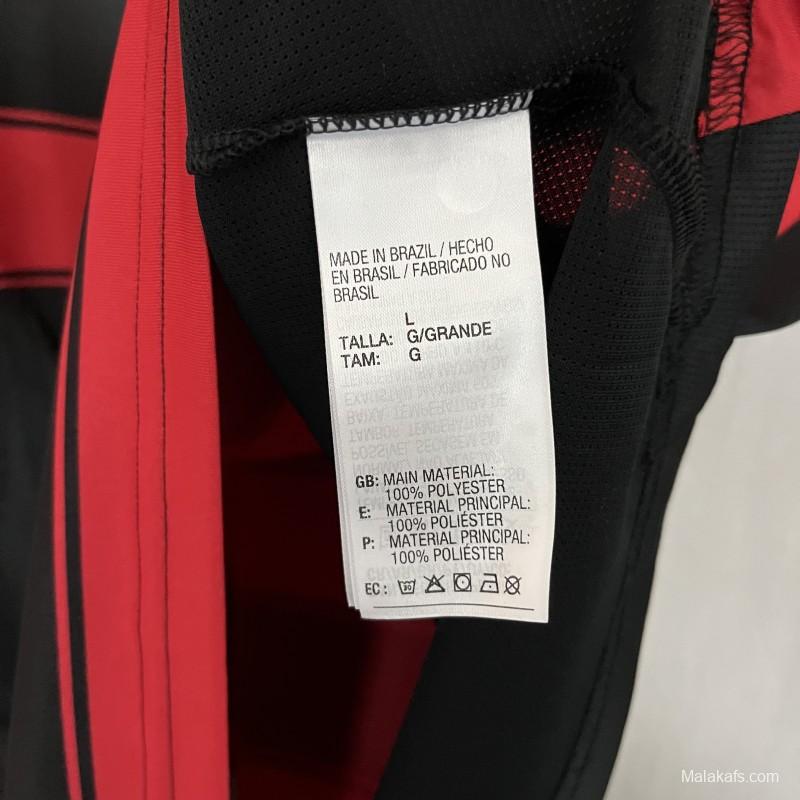 MADE IN BRAZIL / HECHO
EN BRASIL / FABRICADO NO
BRASIL
L
TALLA: G/GRANDE
TAM: G
GB: MAIN MATERIAL:
100% POLYESTER
E: MATERIAL PRINCIPAL:
100% POLIÉSTER
P: MATERIAL PRINCIPAL:
100% POLIÉSTER
EC:
Malakafs.com